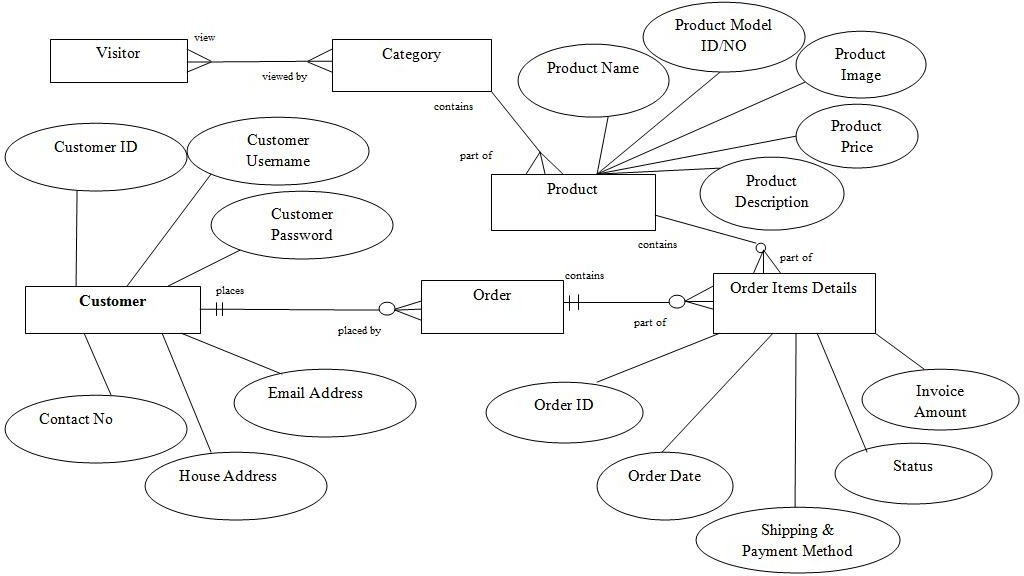 Product Model
ID/NO
view
Visitor
Category
Product Name
Product
Image
viewed by
contains
Product
Price
Customer ID
Customer
Username
part of
Product
Product
Description
Customer
Password
contains
part of
Customer
places
Order
contains
Order Items Details
placed by
part of
Contact No
Email Address
Order ID
Invoice
Amount
House Address
Order Date
Status
Shipping &
Payment Method